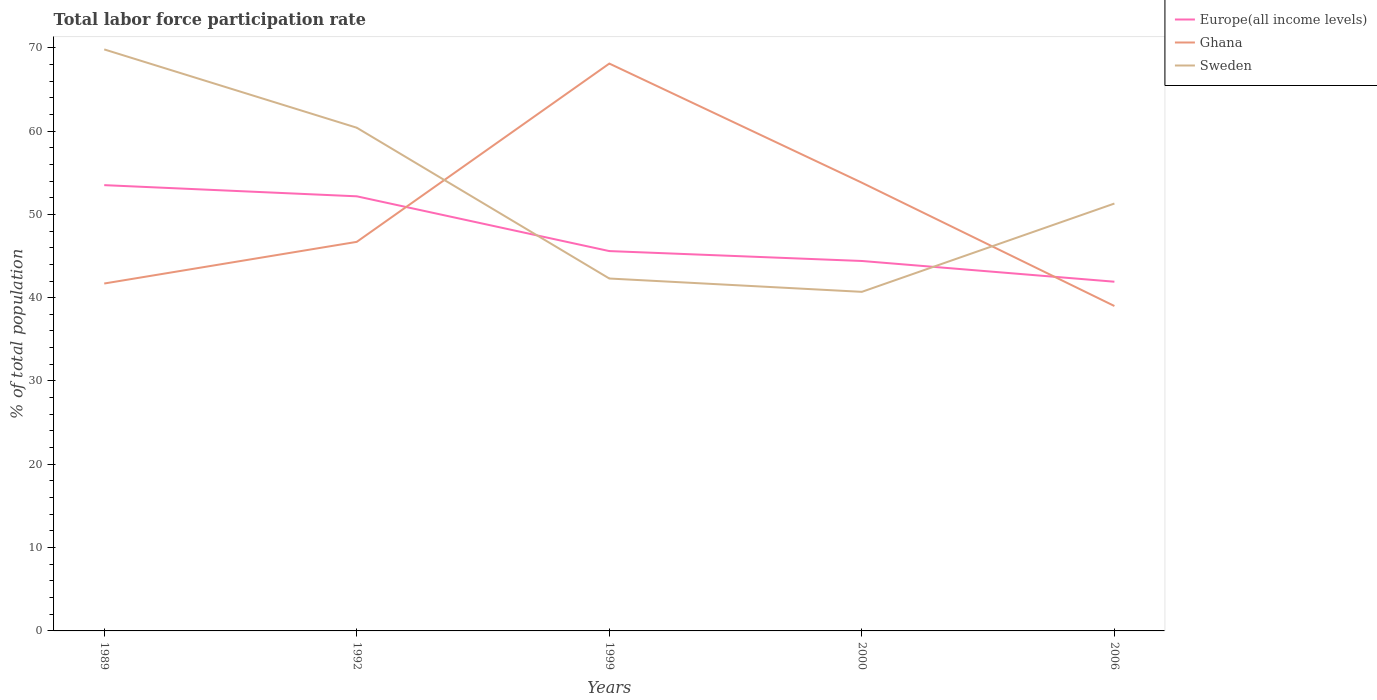 Total labor force participation rate
Europe(all income levels)
Ghana
Sweden
% of total population
70
60
50
40
30
20
10
0
1989
1992
1999
2000
2006
Years